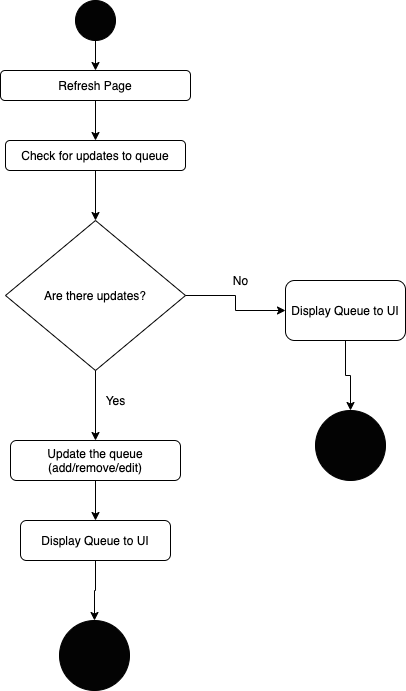 Refresh Page
Check for updates to queue
Are there updates?
No
Display Queue to UI
Yes
Update the queue
(add/remove/edit)
Display Queue to UI